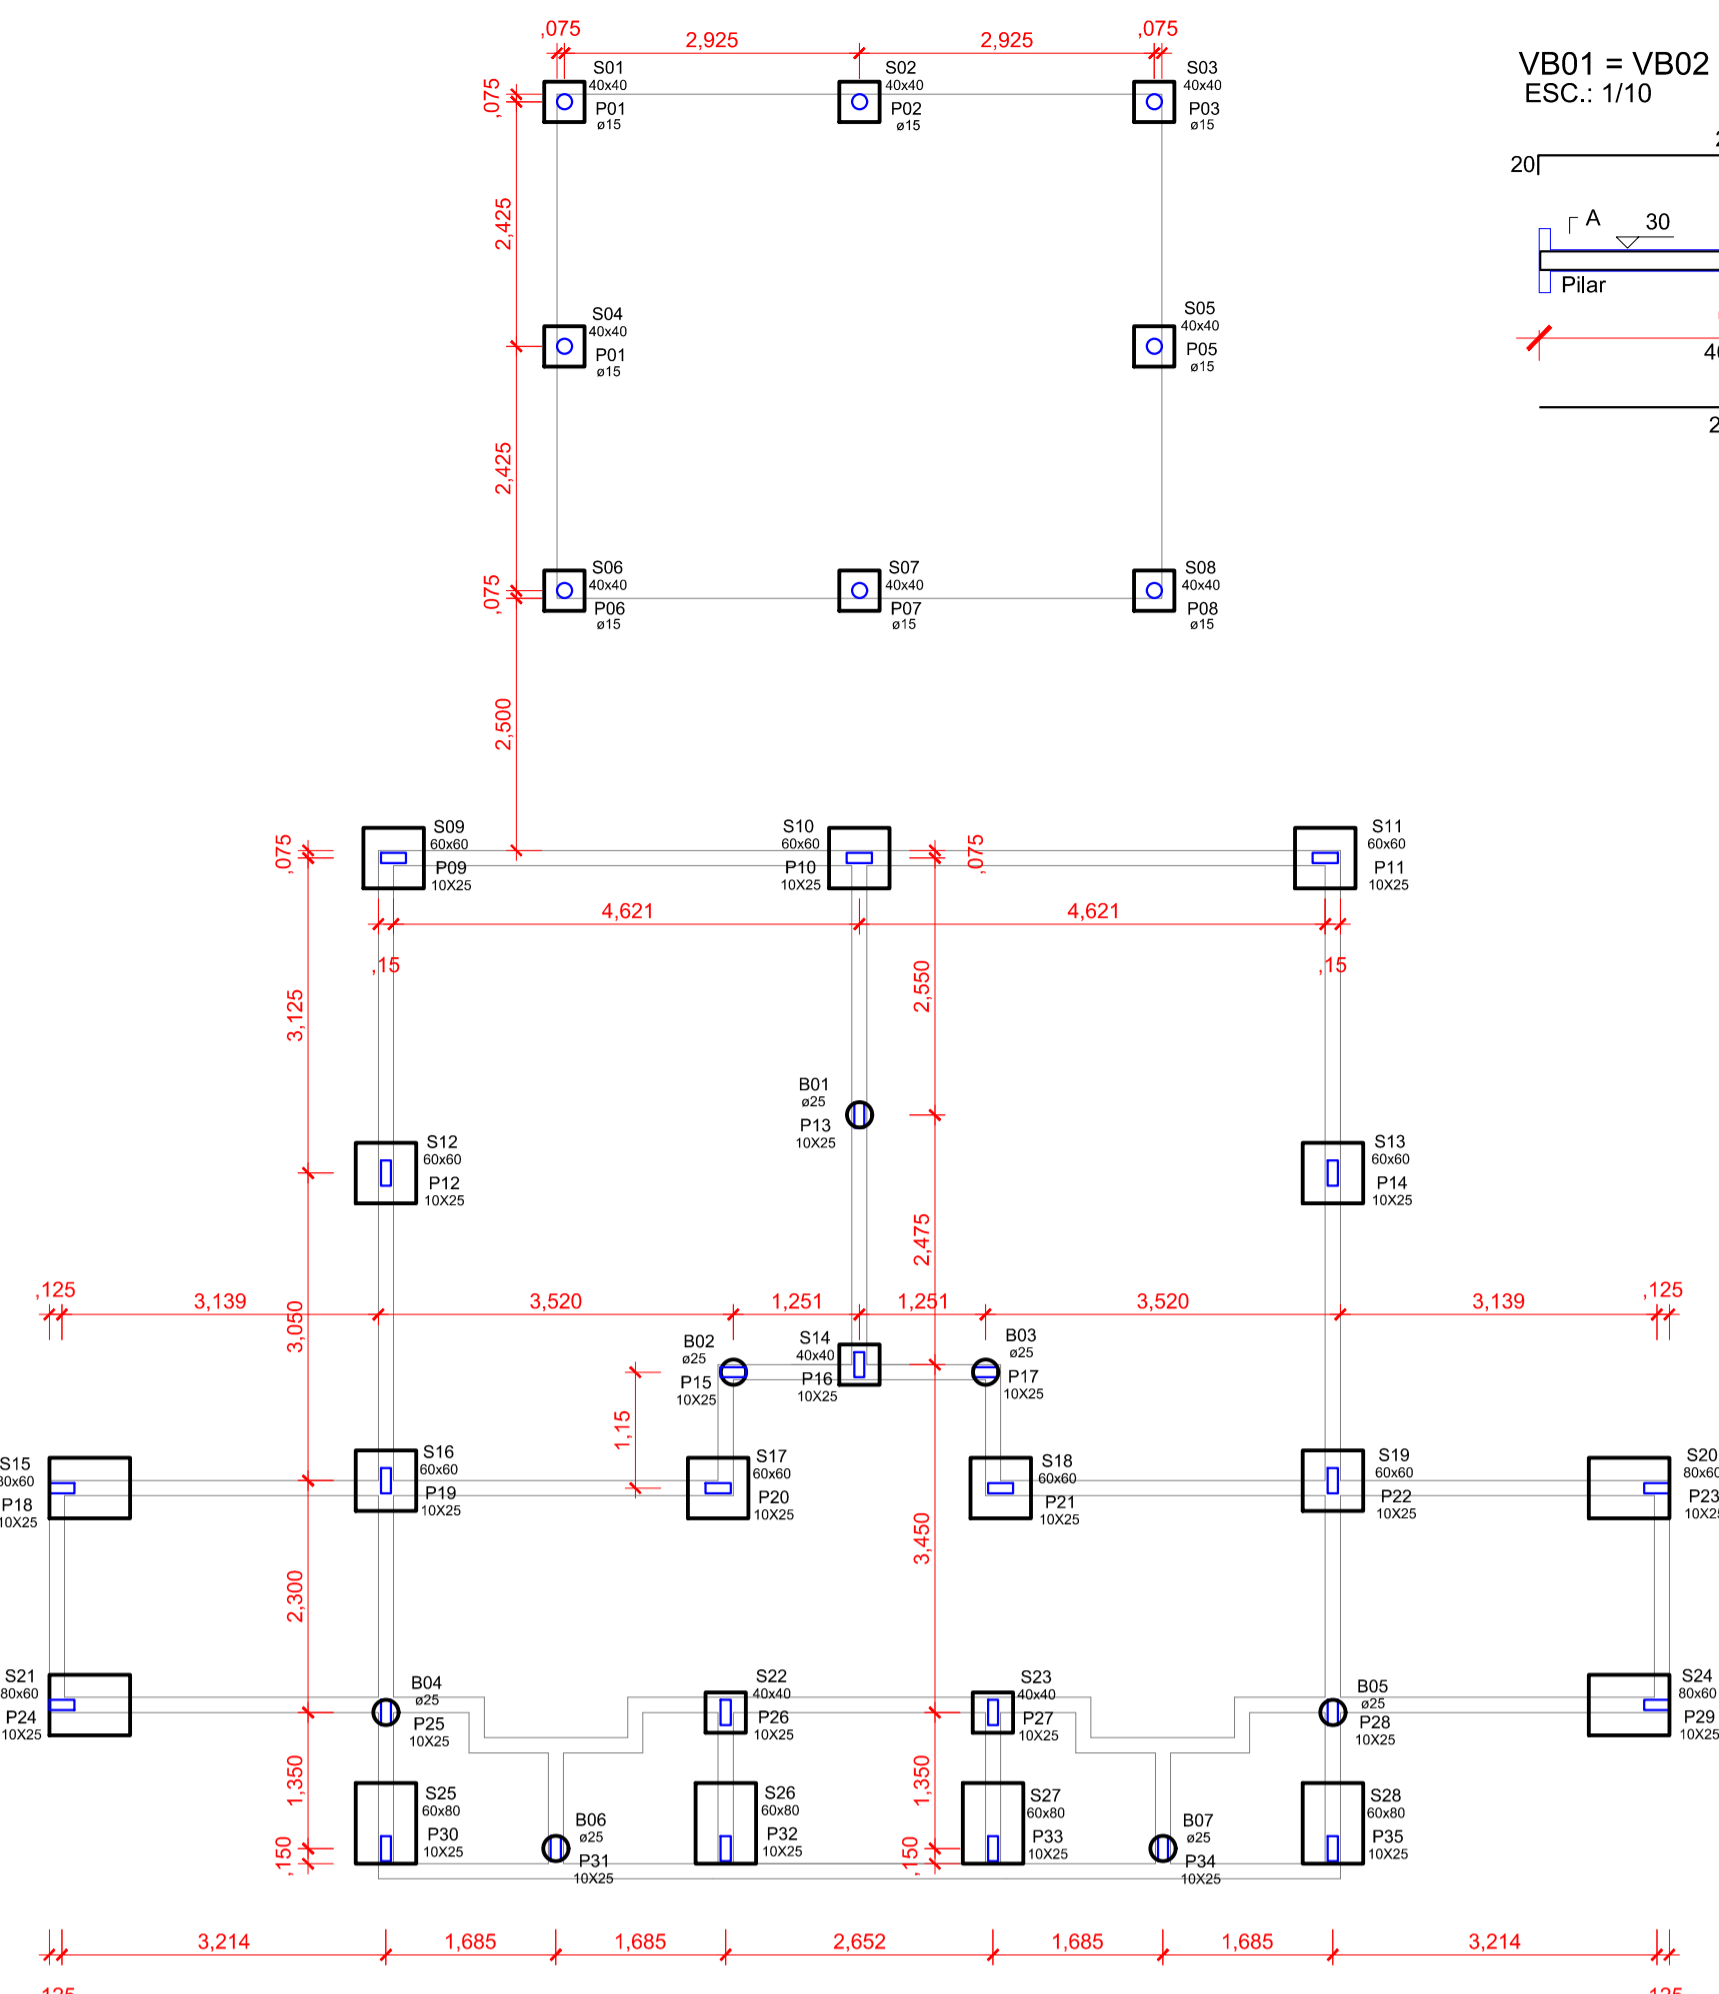 ,075
2,925
2,925
,075
VB01 = VB02
ESC.: 1/10
S01
40x40
P01
ø15
S02
40x40
P02
ø15
S03
40x40
P03
ø15
,075
20
A
30
Pilar
2,425
S04
40x40
P01
ø15
S05
40x40
P05
ø15
2,425
,075
S06
40x40
P06
ø15
S07
40x40
P07
ø15
S08
40x40
P08
ø15
2,500
,075
S09
60x60
P09
10X25
S10
60x60
P10
10X25
,075
S11
60x60
P11
10X25
4,621
4,621
,15
,15
3,125
2,550
B01
ø25
P13
10X25
S12
60x60
P12
10X25
S13
60x60
P14
10X25
2,475
,125
3,139
3,520
1,251
1,251
3,520
3,139
,125
3,050
B02
ø25
P15
10X25
S14
40x40
P16
10X25
B03
ø25
P17
10X25
1,15
S15
80x60
P18
10X25
S16
60x60
P19
10X25
S17
60x60
P20
10X25
S18
60x60
P21
10X25
S19
60x60
P22
10X25
S20
80x60
P23
10X25
2,300
3,450
S21
80x60
P24
10X25
B04
ø25
P25
10X25
S22
40x40
P26
10X25
S23
40x40
P27
10X25
B05
ø25
P28
10X25
S24
80x60
P29
10X25
1,350
1,350
S25
60x80
P30
10X25
B06
ø25
P31
10X25
S26
60x80
P32
10X25
S27
60x80
P33
10X25
B07
ø25
P34
10X25
S28
60x80
P35
10X25
,150
,150
3,214
1,685
1,685
2,652
1,685
1,685
3,214